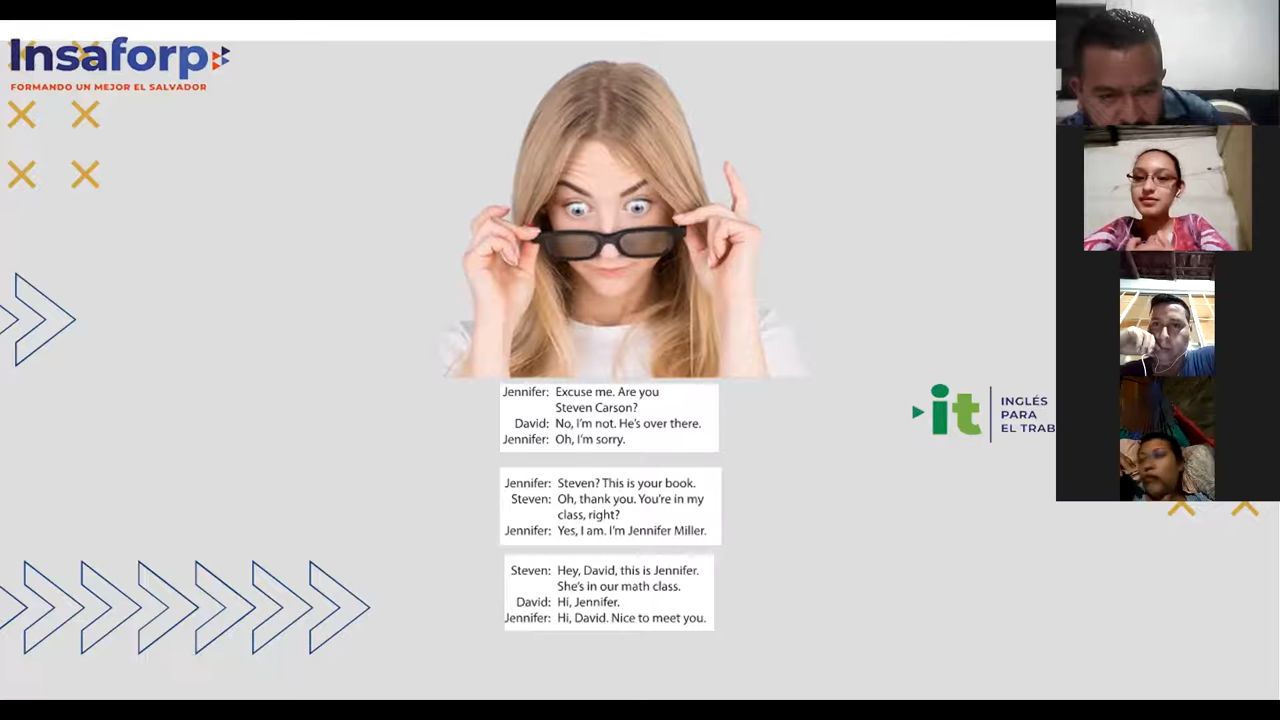 Insaforp
FORMANDO UN MEJOR EL SALVADOR
Jennifer: Excuse me. Are you
Steven Carson?
David: No, I'm not. He's over there.
Jennifer: Oh, I'm sorry.
Jennifer: Steven? This is your book.
Steven: Oh, thank you. You're in my
class, right?
Jennifer: Yes, I am. I'm Jennifer Miller.
Steven: Hey, David, this is Jennifer.
She's in our math class.
David: Hi, Jennifer.
Jennifer: Hi, David. Nice to meet you.
it
INGLÉS
PARA
EL TRAB